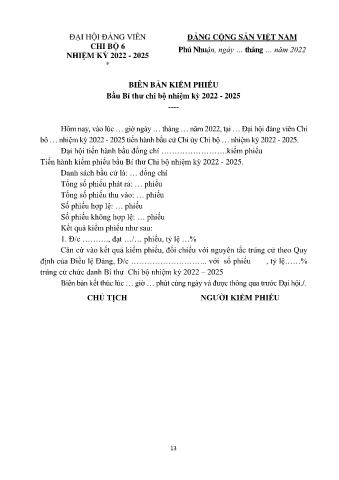 ĐẠI HỘI ĐẢNG VIÊN
CHI BỘ 6
NHIỆM KỲ 2022 - 2025
*
ĐẢNG CỘNG SẢN VIỆT NAM
Phú Nhuận, ngày … tháng … năm 2022
BIÊN BẢN KIỂM PHIẾU
Bầu Bí thư chi bộ nhiệm kỳ 2022 - 2025
----
Hôm nay, vào lúc … giờ ngày … tháng … năm 2022, tại … Đại hội đảng viên Chi
bộ … nhiệm kỳ 2022 - 2025 tiến hành bầu cử Chi ủy Chi bộ … nhiệm kỳ 2022 - 2025.
Đại hội tiến hành bầu đồng chí ……………………kiểm phiếu
Tiến hành kiểm phiếu bầu Bí thư Chi bộ nhiệm kỳ 2022 - 2025.
Danh sách bầu cử là: … đồng chí
Tổng số phiếu phát ra: … phiếu
Tổng số phiếu thu vào: … phiếu
Số phiếu hợp lệ: … phiếu
Số phiếu không hợp lệ: … phiếu
Kết quả kiểm phiếu như sau:
1. Đ/c ………., đạt …/… phiếu, tỷ lệ …%
Căn cứ vào kết quả kiểm phiếu, đối chiếu với nguyên tắc trúng cử theo Quy
định của Điều lệ Đảng, Đ/c ……………………….. với số phiếu , tỷ lệ……%
trúng cử chức danh Bí thư Chi bộ nhiệm kỳ 2022 – 2025
Biên bản kết thúc lúc … giờ … phút cùng ngày và được thông qua trước Đại hội./.
CHỦ TỊCH
NGƯỜI KIỂM PHIẾU
13